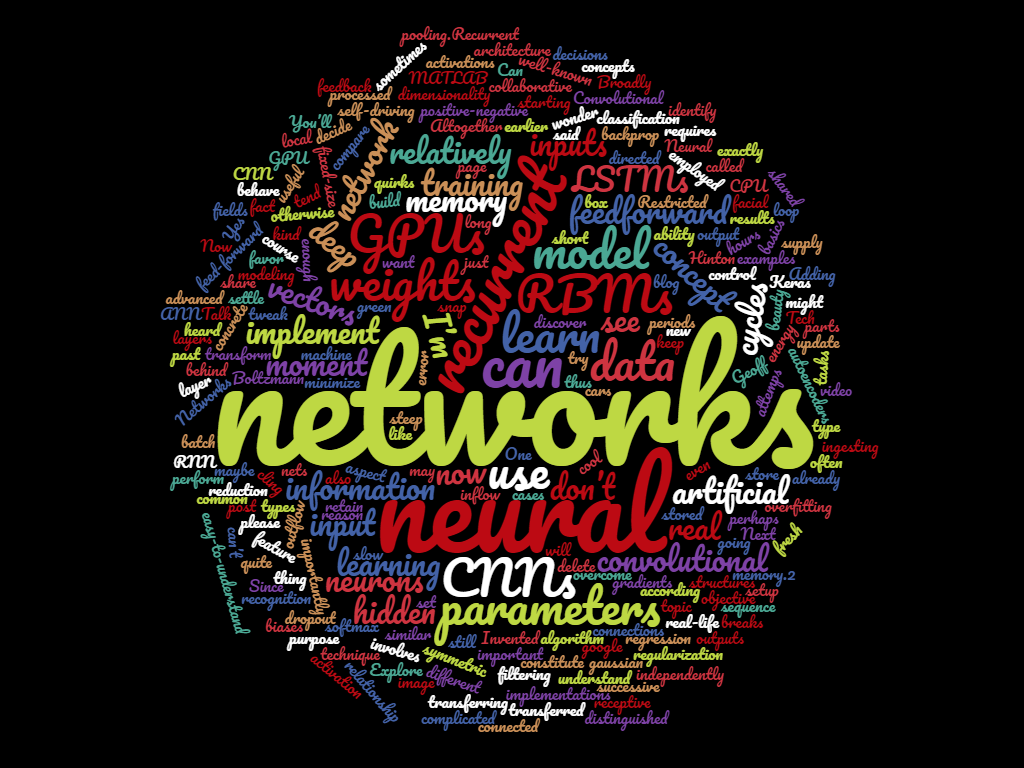 pooling.Recurrent
sometimes
architecture
decisions
activations
Can
well-known
concepts
MATLAB
collaborative
Broadly
feedback
processed
dimensionality
starting
Convolutional
self-driving
positive-negative
wonder
identify
You'll
decide
Altogether
earlier
said
classification
backprop
requires
local
compare
network
relatively
inputs
directed
Neural
exactly
GPU
fixed-size
page
employed
called
CNN
useful
quirks
training
recurrent
LSTMs
CPU
shared
behave
tend
build
memory
box
Restricted
facial
fields
fact
otherwise
GPUs
long
feedforward
results
loop
Yes
kind
deep
short
ability
output
hours
basics
supply
Now
course
enough
want
just
model
concept
Hinton
examples
feed-forward
favor
modeling
weights
RBMs
blog
control
Keras
Adding
share
vectors
snap
cycles
beauty
might
advanced
settle
concrete
green
I'm
discover
see
periods
new
Tech
parts
ANN
Talk
tweak
implement
learn
keep
energy
update
heard
layers
machine
error
can
try
data
Geoff
autoencoders
tasks
past
transform
moment
thus
behind
Boltzmann
minimize
cars
attemps
video
layer
Networks
networks
steep
like
type
batch
One
ingesting
RNN
maybe
cling
nets
also
aspect
may
now
use
cases
cool
even
store
often
already
perform
reduction
information
inflow
don't
artificial
common
post
types
outflow
retain
reason
neural
stored
real
perhaps
overfitting
easy-to-understand
can't
please
feature
input
going
Next
fresh
quite
importantly
slow
will
delete
convolutional
thing
Since
learning
CNNs
overcome
memory.2
recognition
neurons
gradients
structures
according
objective
setup
dropout
hidden
set
parameters
topic
sequence
biases
softmax
real-life
breaks
purpose
similar
still
Invented
algorithm
connections
regression
outputs
technique
involves
symmetric
important
google
regularization
activation
relationship
Explore
different
constitute
gaussian
image
filtering
understand
independently
successive
transferring
implementations
receptive
complicated
transferred
distinguished
connected